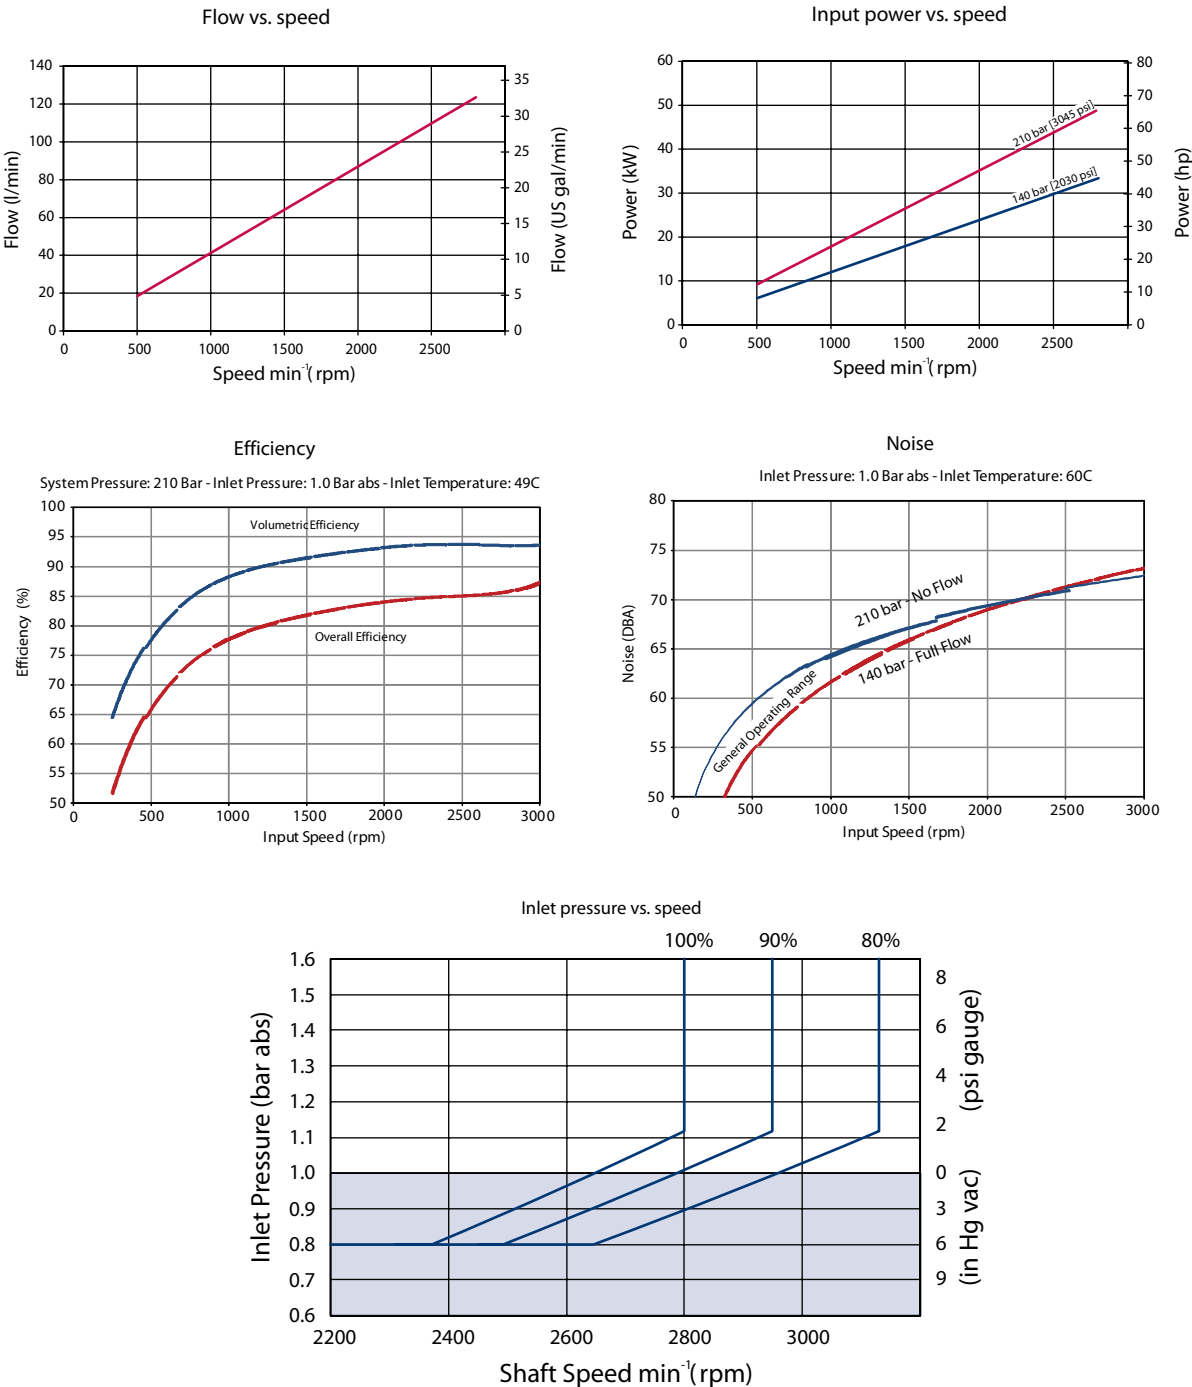 Flow vs. speed
140
120
100
80
60
40
20
0
35
30
25
20
15
10
5
0
0 500 1000 1500 2000 2500
Flow (l/min)
Flow (US gal/min)
Speed min-1( rpm)
Input power vs. speed
60
50
40
30
20
10
0
80
70
60
50
40
30
20
10
0
210 bar [3045 psi]
140 bar [2030 psi]
0 500 1000 1500 2000 2500
Power (kW)
Power (hp)
Speed min-1( rpm)
Efficiency
System Pressure: 210 Bar - Inlet Pressure: 1.0 Bar abs - Inlet Temperature: 49C
100
95
90
85
80
75
70
65
60
55
50
Volumetric Efficiency
Overall Efficiency
0 500 1000 1500 2000 2500 3000
Efficiency (%)
Input Speed (rpm)
Noise
Inlet Pressure: 1.0 Bar abs - Inlet Temperature: 60C
80
75
70
65
60
55
50
210 bar - No Flow
140 bar - Full Flow
General Operating Range
0 500 1000 1500 2000 2500 3000
Noise (DBA)
Input Speed (rpm)
Inlet pressure vs. speed
100% 90% 80%
1.6
1.5
1.4
1.3
1.2
1.1
1.0
0.9
0.8
0.7
0.6
8
6
4
2
0
3
6
9
Inlet Pressure (bar abs)
(psi gauge)
(in Hg vac)
2200 2400 2600 2800 3000
Shaft Speed min-1( rpm)